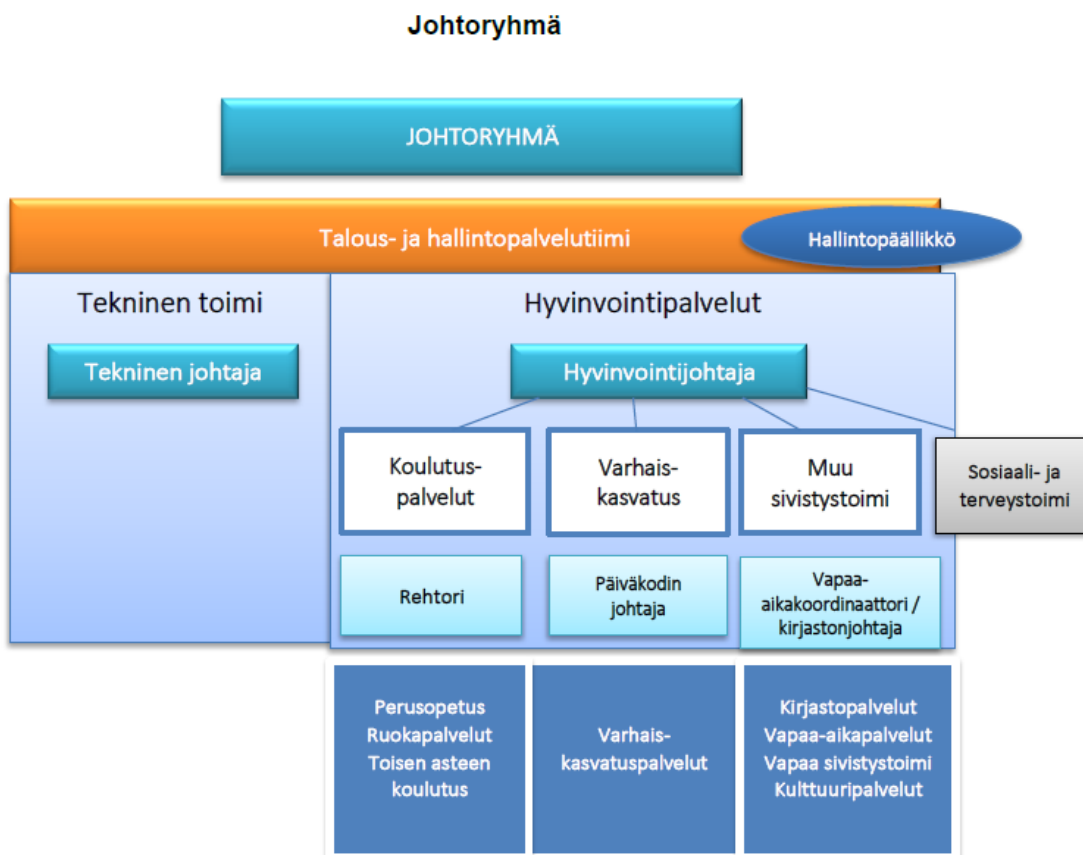 Johtoryhmä
JOHTORYHMÄ
Talous- ja hallintopalvelutiimi
Hallintopäällikkö
Tekninen toimi
Hyvinvointipalvelut
Tekninen johtaja
Hyvinvointijohtaja
Koulutus-
palvelut
Varhais-
kasvatus
Muu
sivistystoimi
Sosiaali- ja
terveystoimi
Rehtori
Päiväkodin
johtaja
Vapaa-
aikakoordinaattori /
kirjastonjohtaja
Perusopetus
Ruokapalvelut
Toisen asteen
koulutus
Varhais-
kasvatuspalvelut
Kirjastopalvelut
Vapaa-aikapalvelut
Vapaa sivistystoimi
Kulttuuripalvelut